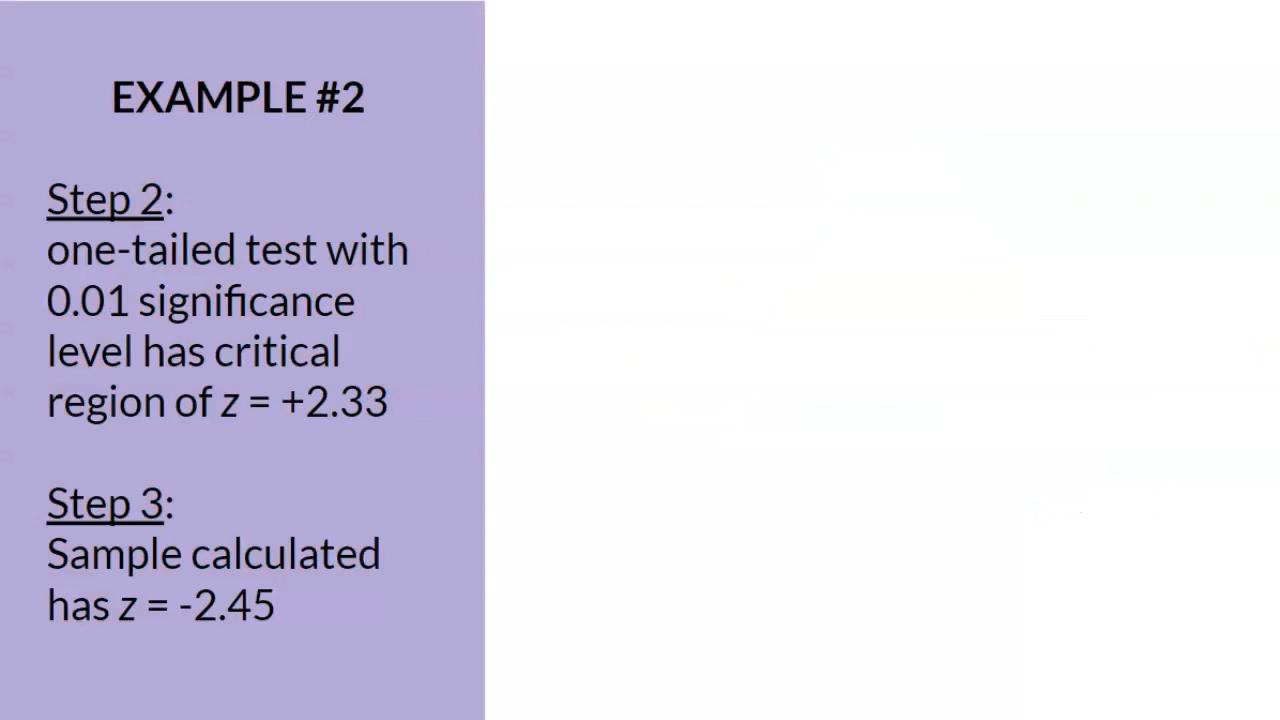 EXAMPLE #2
Step 2:
one-tailed test with
0.01 significance
level has critical
region of z = +2.33
Step 3:
Sample calculated
has z = -2.45